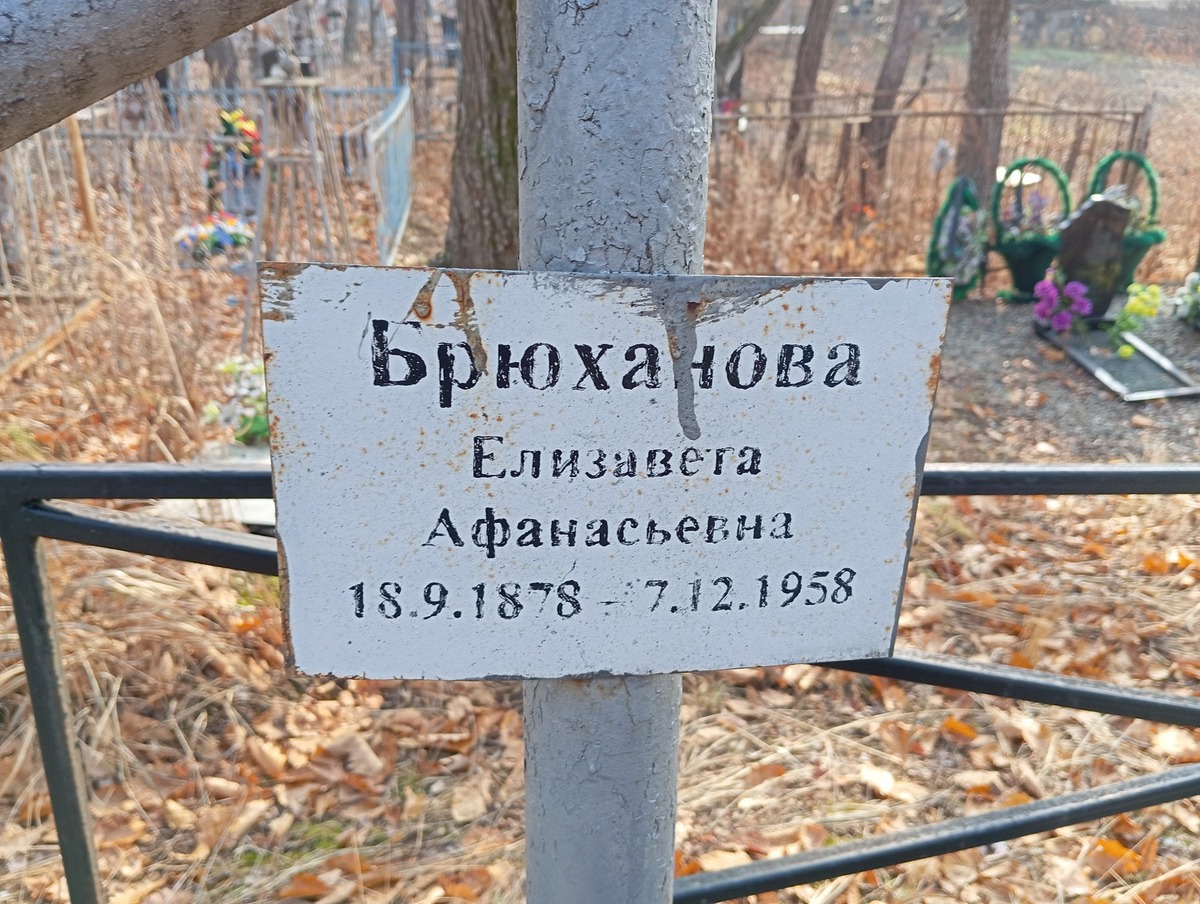 Брюханова
Елизавета
Афанасьевна
18.9.1878 - 7.12.1958